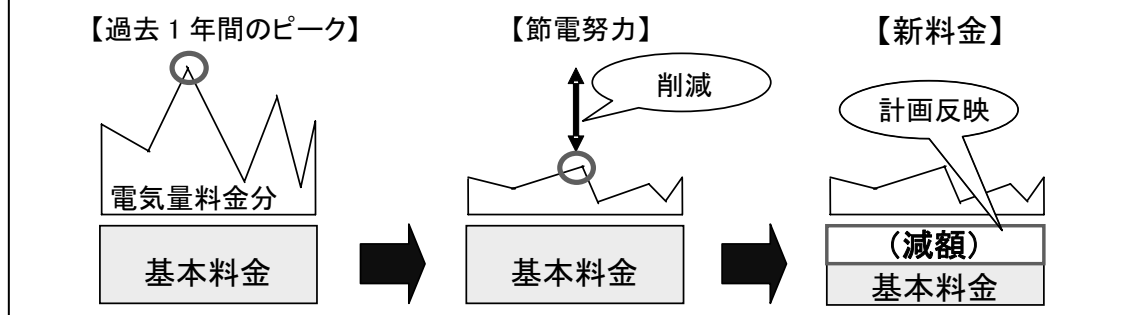 【過去1年間のピーク】
電気量料金分
基本料金
【節電努力】
削減
基本料金
【新料金】
計画反映
(減額)
基本料金